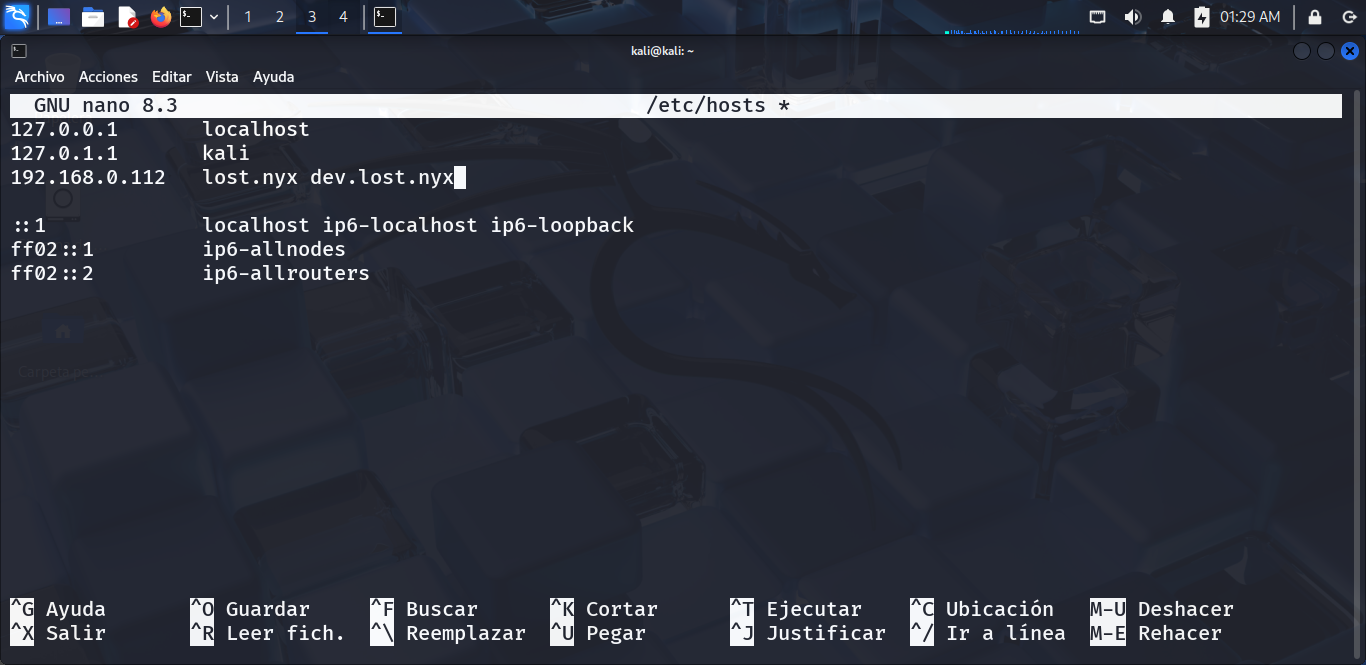 1 2 3 4 01:29 AM
kali@kali: ~
Archivo Acciones Editar Vista Ayuda
GNU nano 8.3 /etc/hosts *
127.0.0.1 localhost
127.0.1.1 kali
192.168.0.112 lost.nyx dev.lost.nyx
::1 localhost ip6-localhost ip6-loopback
ff02::1 ip6-allnodes
ff02::2 ip6-allrouters
^G Ayuda ^O Guardar ^F Buscar ^K Cortar ^T Ejecutar ^C Ubicación M-U Deshacer
^X Salir ^R Leer fich. ^\ Reemplazar ^U Pegar ^J Justificar ^/ Ir a línea M-E Rehacer